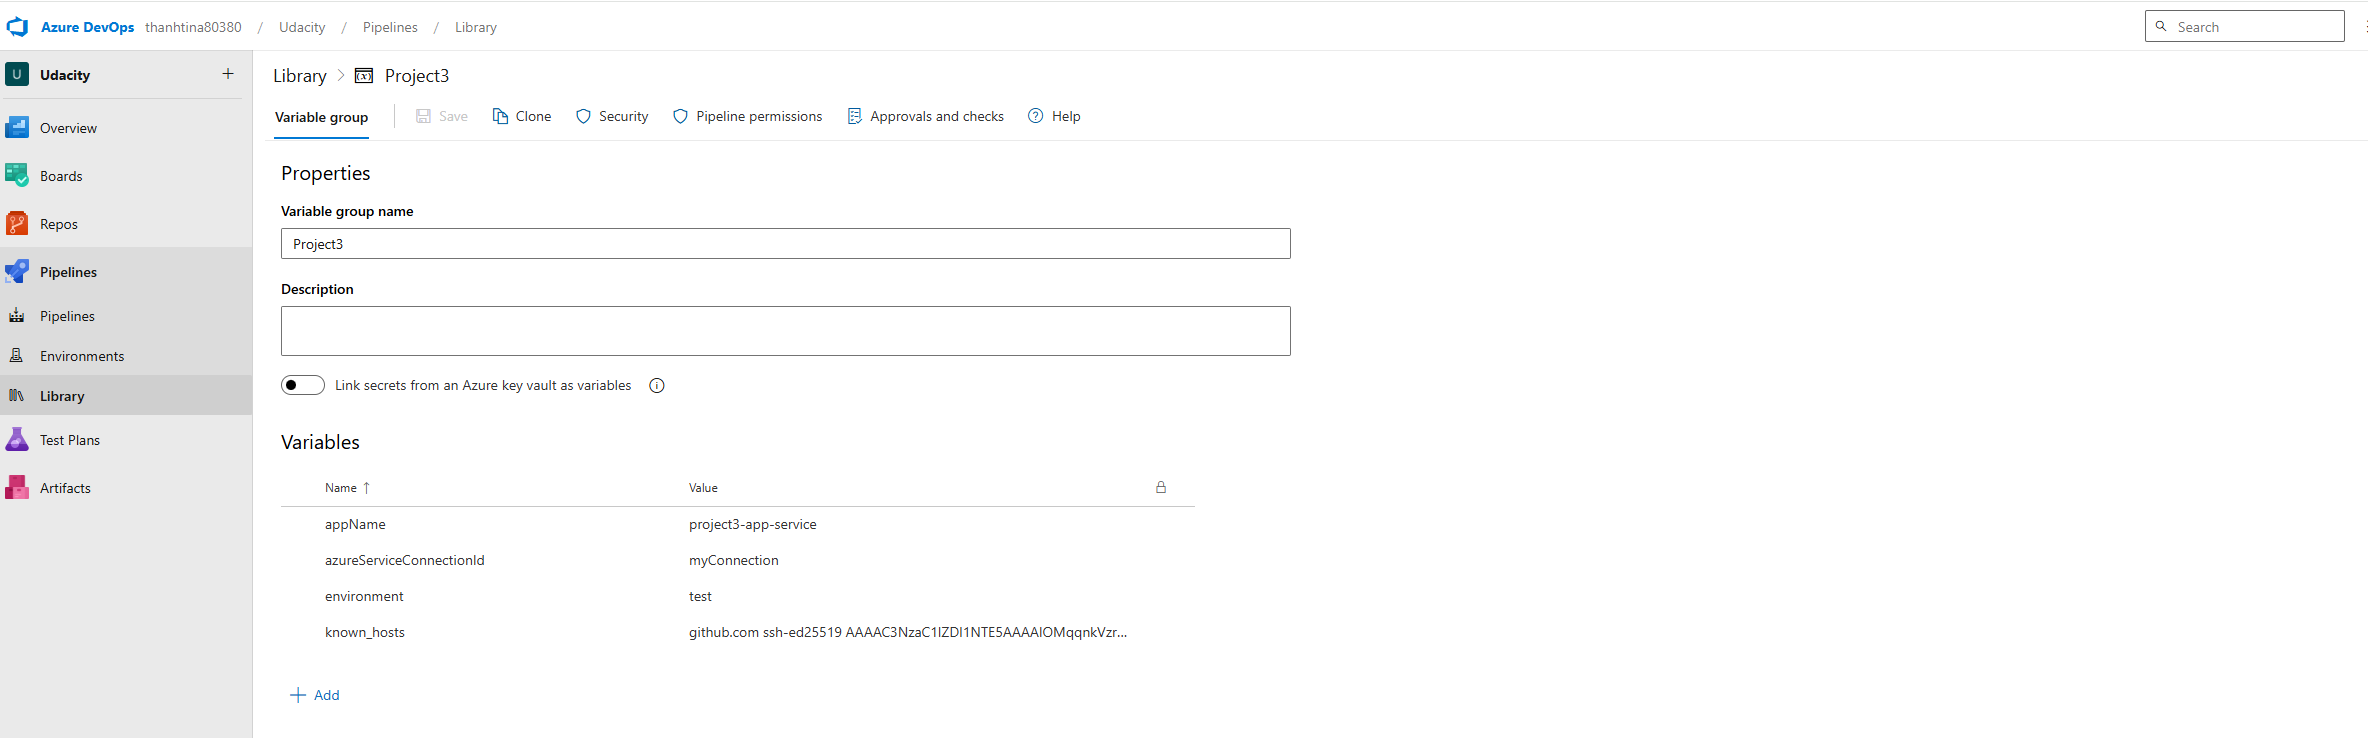 Azure DevOps thanhtina80380 / Udacity / Pipelines / Library
Search
U Udacity +
Library > Project3
Variable group Save Clone Security Pipeline permissions Approvals and checks Help
Overview
Boards
Repos
Pipelines
Pipelines
Environments
Library
Test Plans
Artifacts
Properties
Variable group name
Project3
Description
Link secrets from an Azure key vault as variables
Variables
Name ↑ Value
appName project3-app-service
azureServiceConnectionId myConnection
environment test
known_hosts github.com ssh-ed25519 AAAAC3NzaC1lZDI1NTE5AAAAIOMqqnkVzr...
+ Add